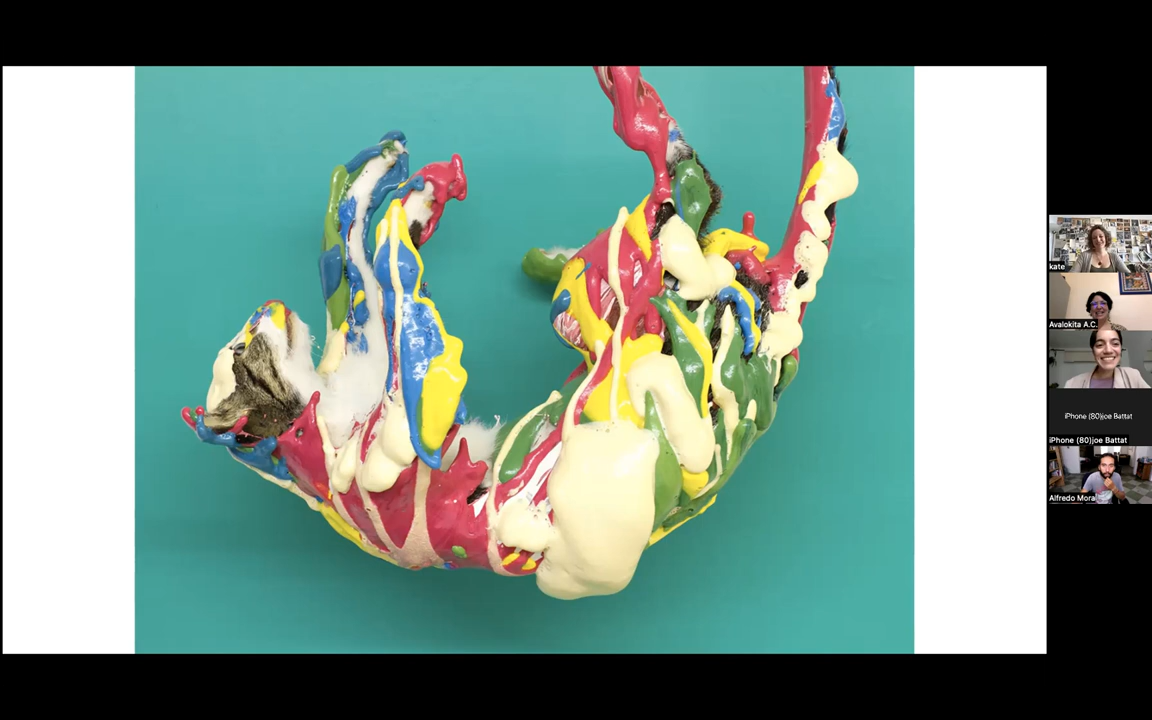 kate
Avalokita A.C.
iPhone (80)joe Battat
iPhone (80)joe Battat
Alfredo Mora